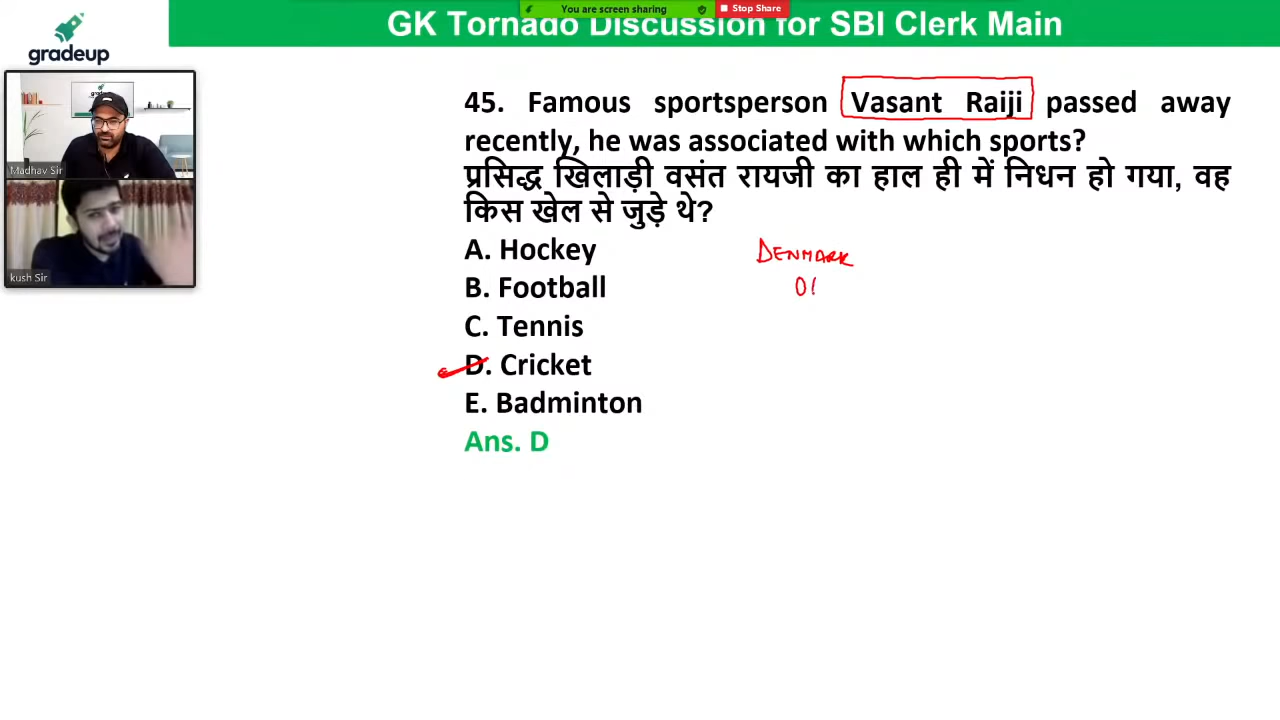 You are screen sharing
Stop Share
GK Tornado Discussion for SBI Clerk Main
gradeup
Madhav Sir
kush Sir
45. Famous sportsperson Vasant Raiji passed away
recently, he was associated with which sports?
प्रसिद्ध खिलाड़ी वसंत रायजी का हाल ही में निधन हो गया, वह
किस खेल से जुड़े थे?
A. Hockey
DENMARK
B. Football
C. Tennis
D. Cricket
E. Badminton
Ans. D